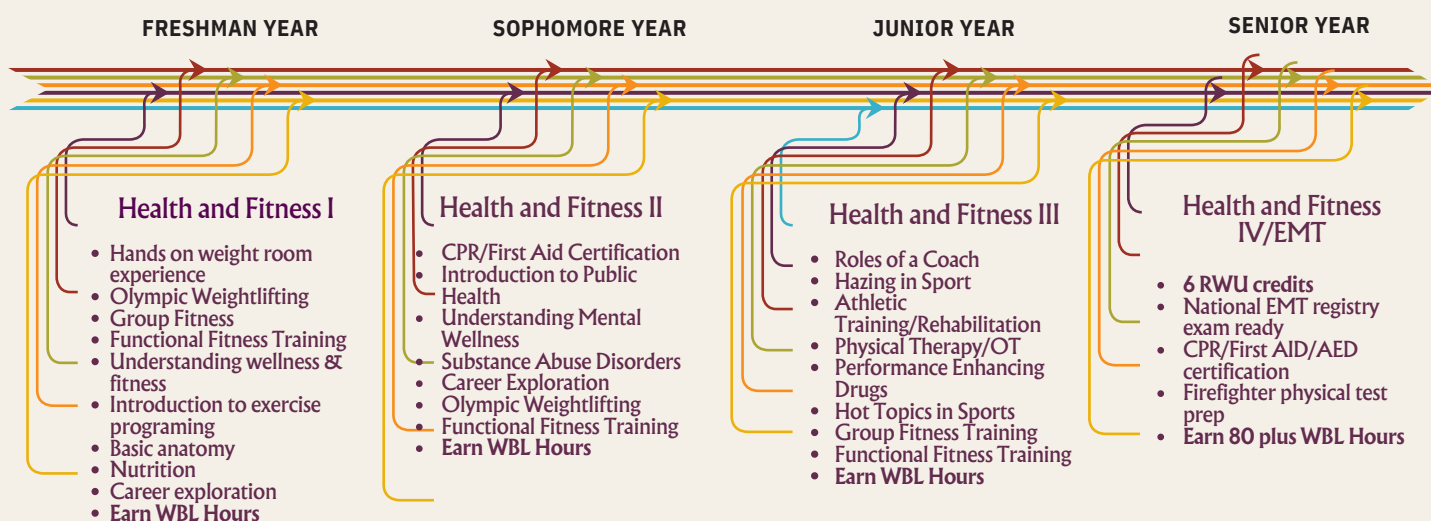 FRESHMAN YEAR
SOPHOMORE YEAR
JUNIOR YEAR
SENIOR YEAR
Health and Fitness I
• Hands on weight room
experience
• Olympic Weightlifting
• Group Fitness
• Functional Fitness Training
• Understanding wellness &
fitness
• Introduction to exercise
programing
• Basic anatomy
• Nutrition
• Career exploration
• Earn WBL Hours
Health and Fitness II
• CPR/First Aid Certification
• Introduction to Public
• Health
• Understanding Mental
Wellness
• Substance Abuse Disorders
• Career Exploration
• Olympic Weightlifting
• Functional Fitness Training
• Earn WBL Hours
Health and Fitness III
• Roles of a Coach
• Hazing in Sport
• Athletic
Training/Rehabilitation
• Physical Therapy/OT
• Performance Enhancing
Drugs
• Hot Topics in Sports
• Group Fitness Training
• Functional Fitness Training
• Earn WBL Hours
Health and Fitness
IV/EMT
• 6 RWU credits
• National EMT registry
exam ready
• CPR/First AID/AED
certification
• Firefighter physical test
prep
• Earn 80 plus WBL Hours